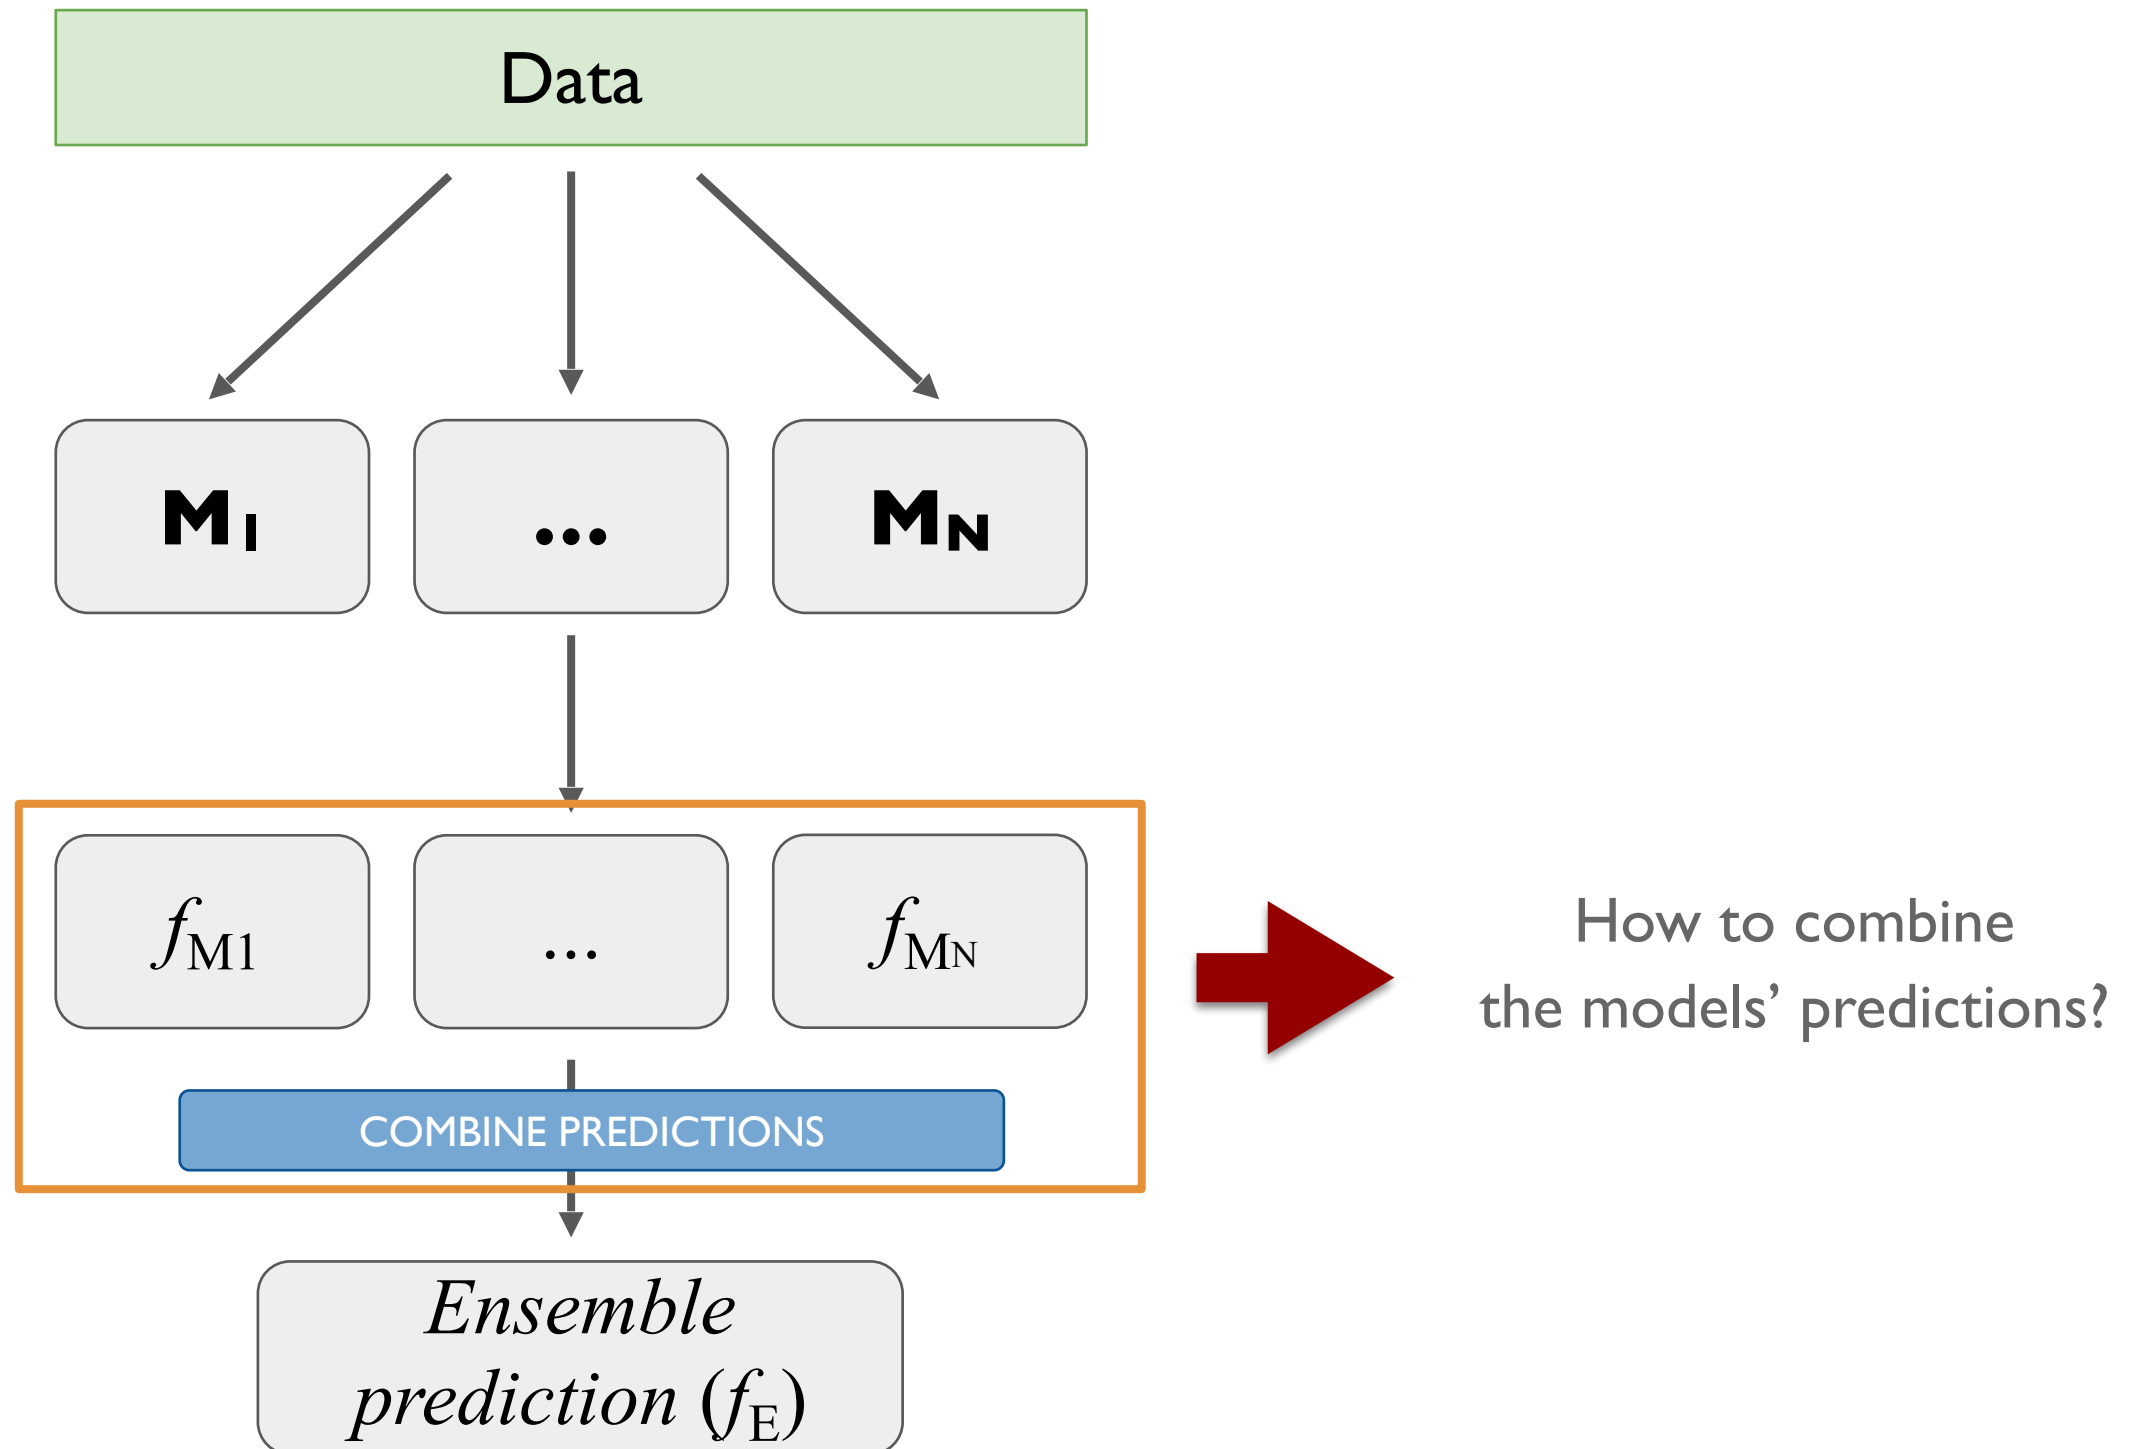 Data
M1
...
MN
fM1
...
fMN
How to combine
the models’ predictions?
COMBINE PREDICTIONS
Ensemble
prediction (fE)